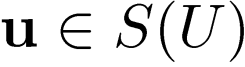 𝐮 ∈ S(U)